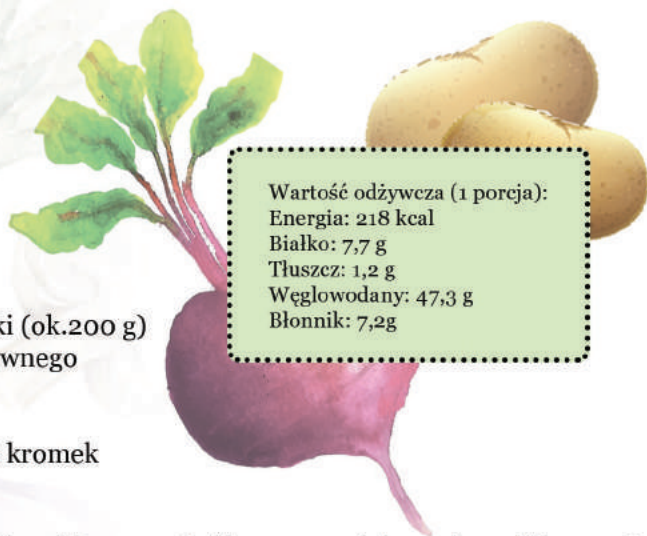 Wartość odżywcza (1 porcja):
Energia: 218 kcal
Białko: 7,7 g
Tłuszcz: 1,2 g
Węglowodany: 47,3 g
Błonnik: 7,2g
ki (ok.200 g)
wnego
kromek